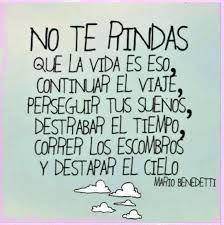 NO TE RINDAS
QUE LA VIDA ES ESO,
CONTINUAR EL VIAJE,
PERSEGUIR TUS SUEÑOS,
DESTRABAR EL TIEMPO,
CORRER LOS ESCOMBROS
Y DESTAPAR EL CIELO
MARIO BENEDETTI